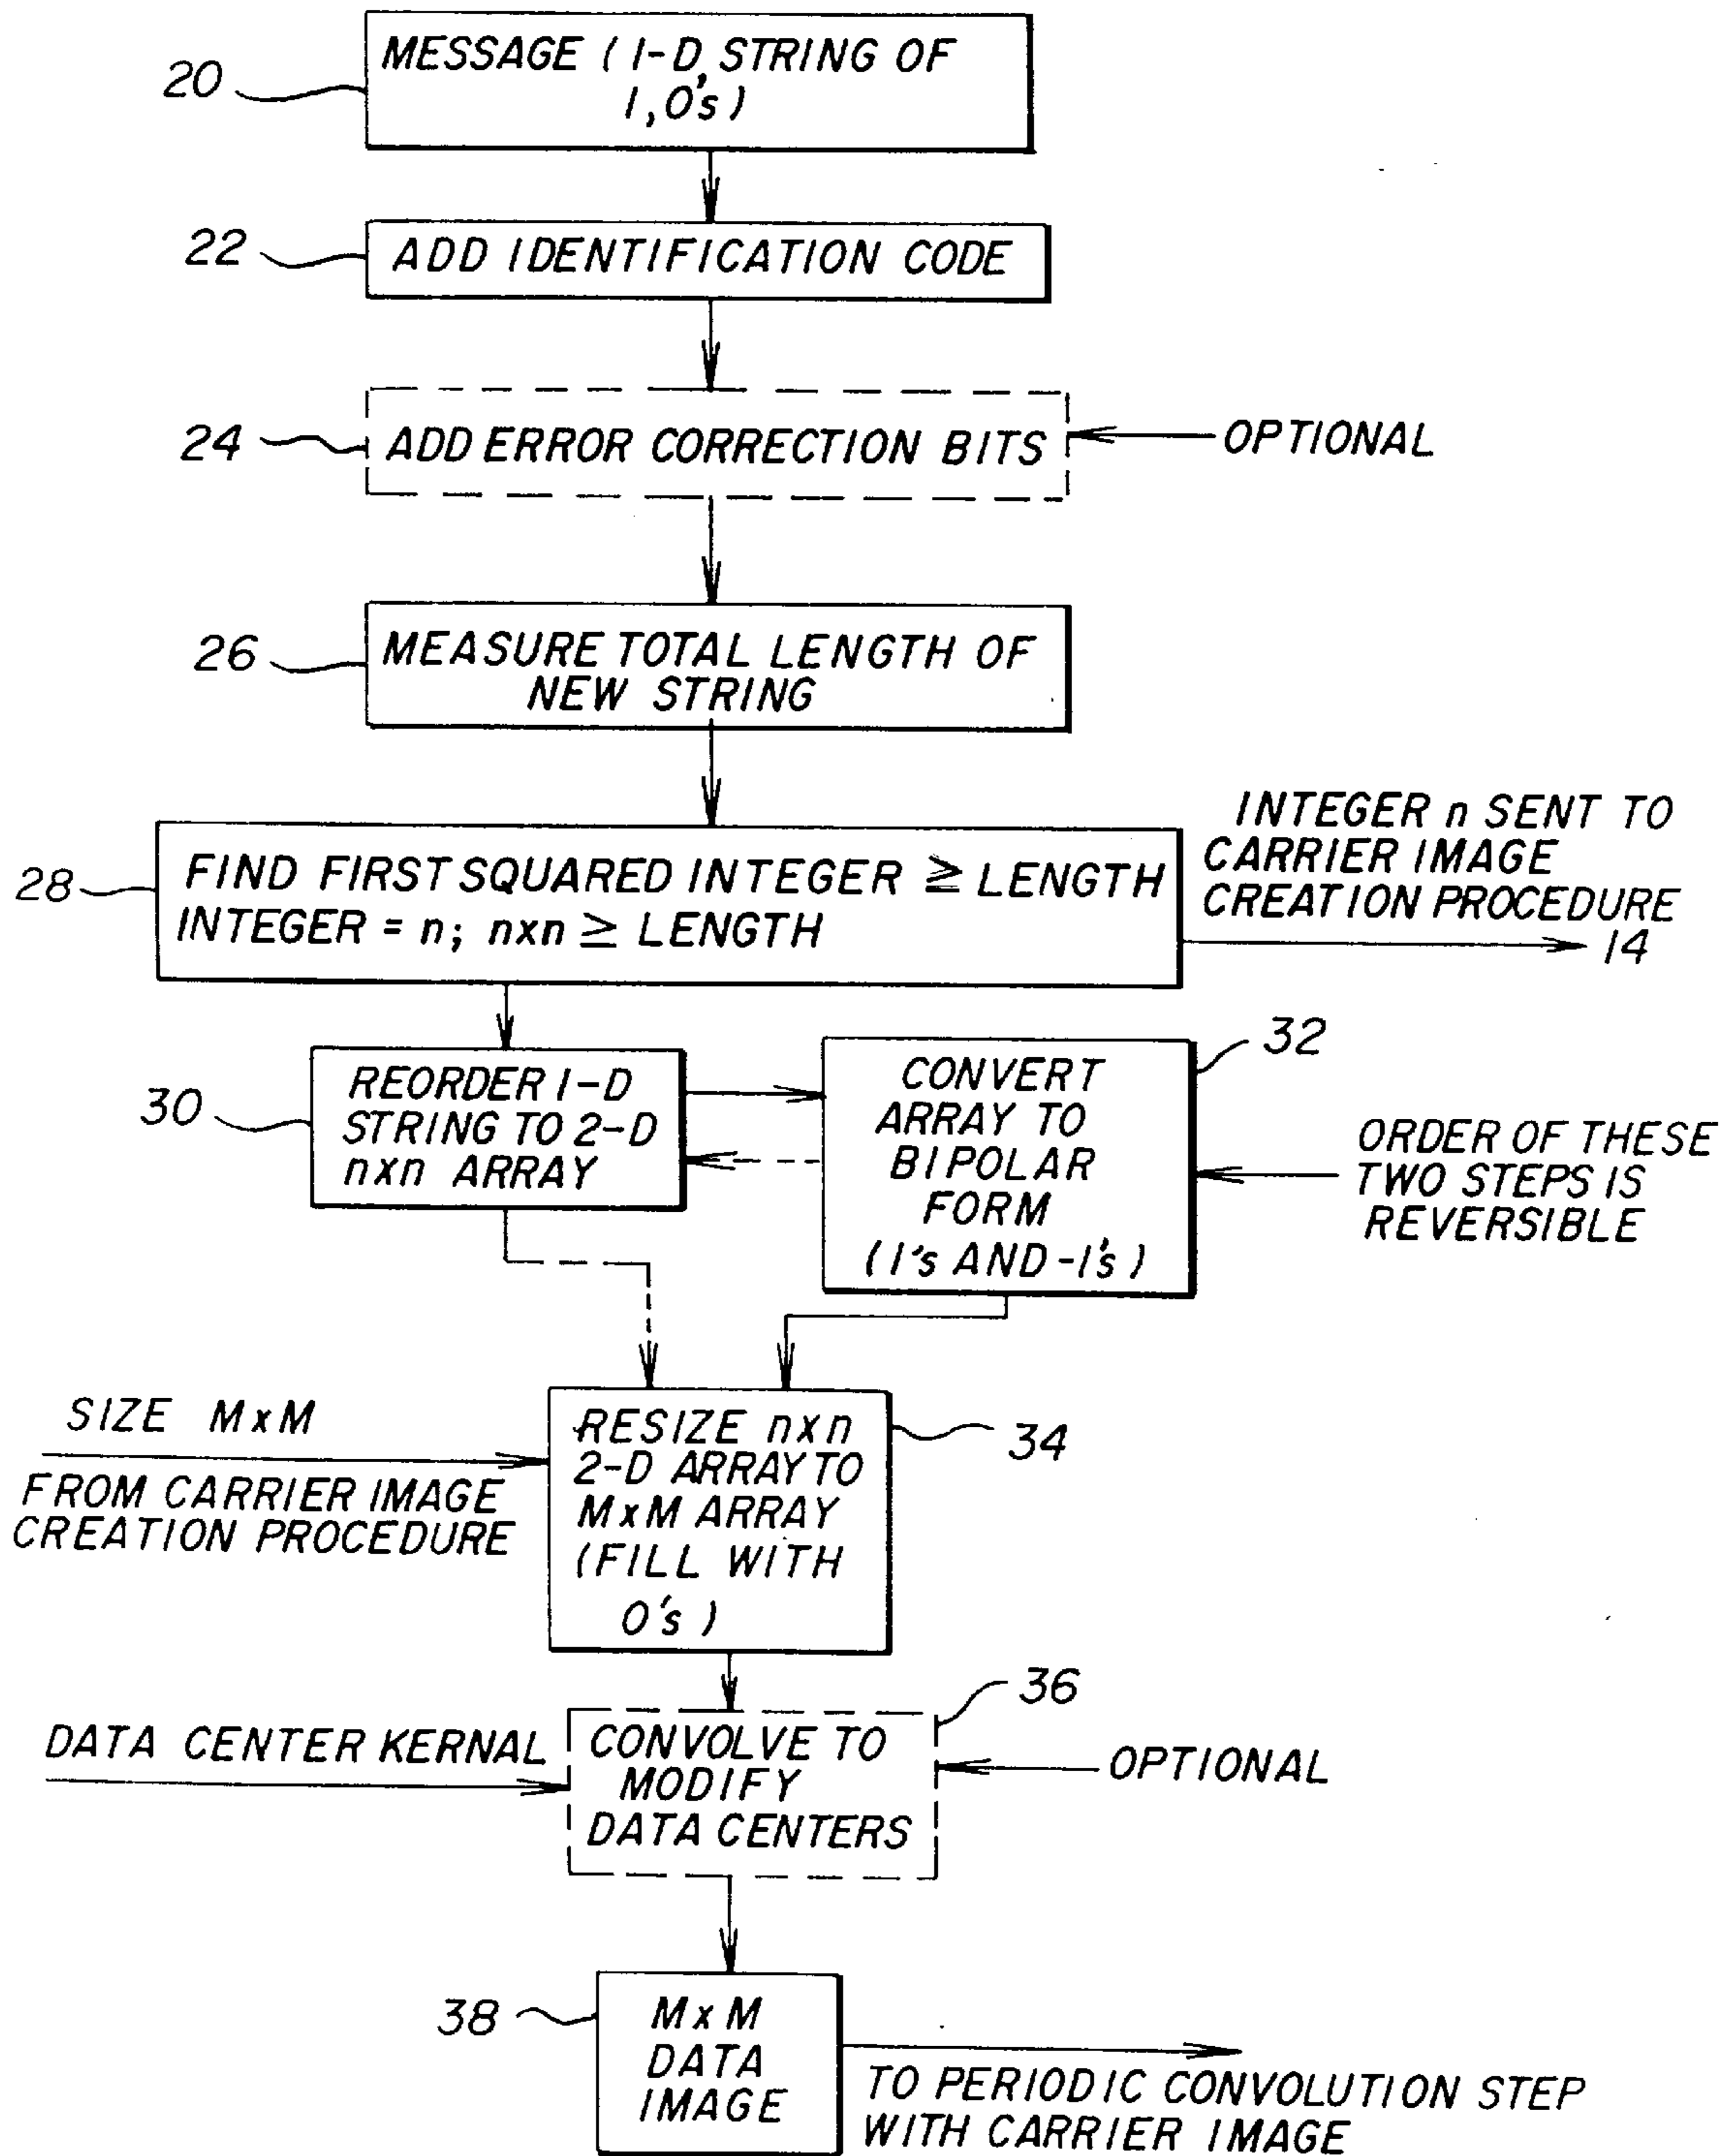 20
MESSAGE (1-D, STRING OF
1,0's)
22
ADD IDENTIFICATION CODE
24
ADD ERROR CORRECTION BITS
OPTIONAL
26
MEASURE TOTAL LENGTH OF
NEW STRING
28
FIND FIRST SQUARED INTEGER ≥ LENGTH
INTEGER = n; nxn ≥ LENGTH
INTEGER n SENT TO
CARRIER IMAGE
CREATION PROCEDURE
14
30
REORDER 1-D
STRING TO 2-D
nxn ARRAY
32
CONVERT
ARRAY TO
BIPOLAR
FORM
(1's AND -1's)
ORDER OF THESE
TWO STEPS IS
REVERSIBLE
SIZE MxM
FROM CARRIER IMAGE
CREATION PROCEDURE
34
RESIZE nxn
2-D ARRAY TO
MxM ARRAY
(FILL WITH
0's)
36
DATA CENTER KERNAL
CONVOLVE TO
MODIFY
DATA CENTERS
OPTIONAL
38
MxM
DATA
IMAGE
TO PERIODIC CONVOLUTION STEP
WITH CARRIER IMAGE